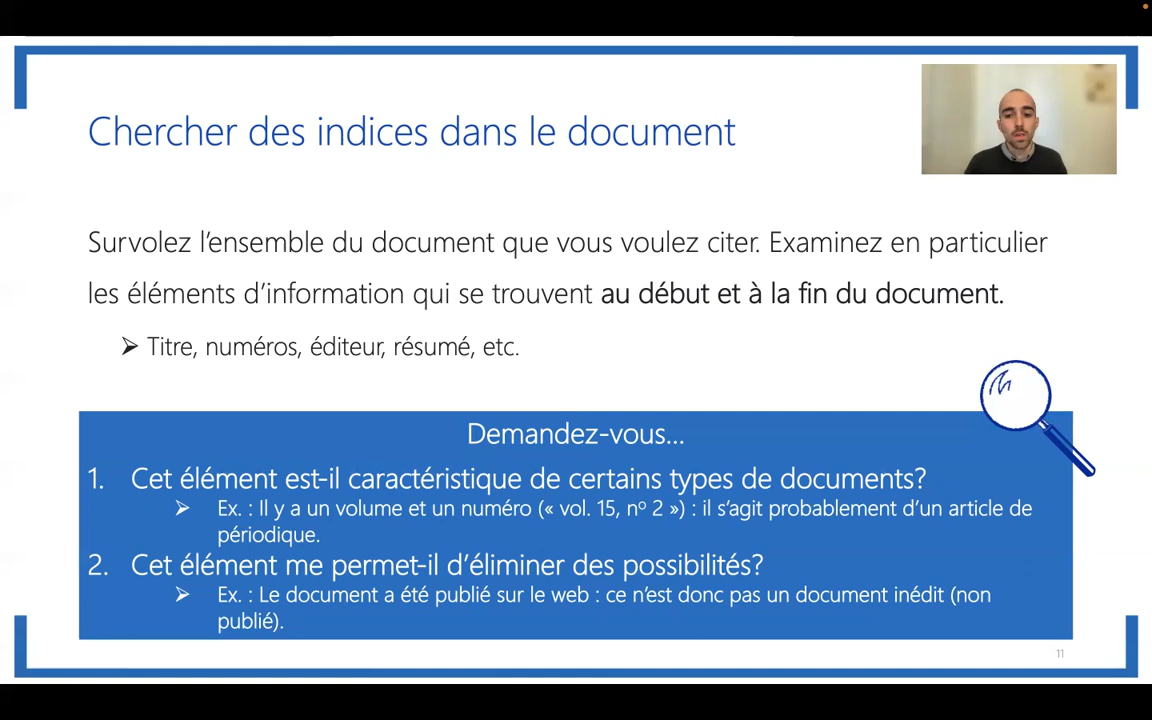 Chercher des indices dans le document
Survolez l’ensemble du document que vous voulez citer. Examinez en particulier
les éléments d’information qui se trouvent au début et à la fin du document.
➢ Titre, numéros, éditeur, résumé, etc.
Demandez-vous...
1. Cet élément est-il caractéristique de certains types de documents?
➢ Ex. : Il y a un volume et un numéro (« vol. 15, nº 2 ») : il s’agit probablement d’un article de
périodique.
2. Cet élément me permet-il d’éliminer des possibilités?
➢ Ex. : Le document a été publié sur le web : ce n’est donc pas un document inédit (non
publié).
11